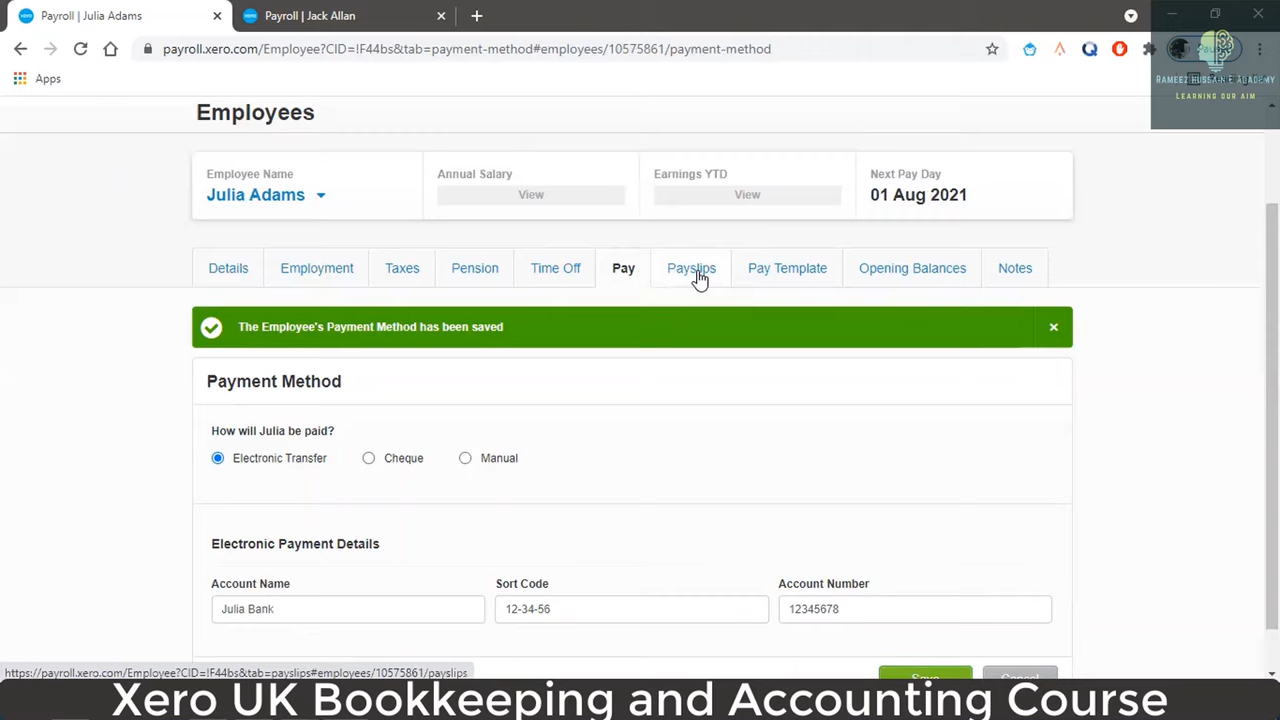 Payroll | Julia Adams
Payroll | Jack Allan
payroll.xero.com/Employee?CID=!F44bs&tab=payment-method#employees/10575861/payment-method
Apps
RAMEEZ HUSSAIN E ACADEMY
LEARNING OUR AIM
Employees
Employee Name
Julia Adams
Annual Salary
View
Earnings YTD
View
Next Pay Day
01 Aug 2021
Details Employment Taxes Pension Time Off Pay Payslips Pay Template Opening Balances Notes
The Employee's Payment Method has been saved
Payment Method
How will Julia be paid?
Electronic Transfer Cheque Manual
Electronic Payment Details
Account Name Sort Code Account Number
Julia Bank 12-34-56 12345678
https://payroll.xero.com/Employee?CID=!F44bs&tab=payslips#employees/10575861/payslips
Save Cancel
Xero UK Bookkeeping and Accounting Course